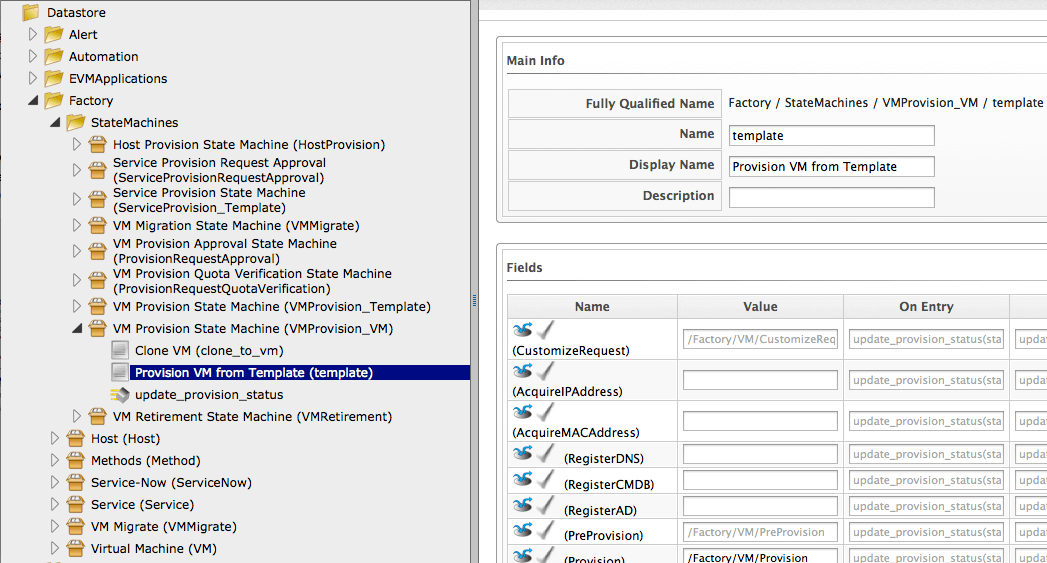 Datastore
Alert
Automation
EVMApplications
Factory
StateMachines
Host Provision State Machine (HostProvision)
Service Provision Request Approval
(ServiceProvisionRequestApproval)
Service Provision State Machine
(ServiceProvision_Template)
VM Migration State Machine (VMMigrate)
VM Provision Approval State Machine
(ProvisionRequestApproval)
VM Provision Quota Verification State Machine
(ProvisionRequestQuotaVerification)
VM Provision State Machine (VMProvision_Template)
VM Provision State Machine (VMProvision_VM)
Clone VM (clone_to_vm)
Provision VM from Template (template)
update_provision_status
VM Retirement State Machine (VMRetirement)
Host (Host)
Methods (Method)
Service-Now (ServiceNow)
Service (Service)
VM Migrate (VMMigrate)
Virtual Machine (VM)
Main Info
Fully Qualified Name Factory / StateMachines / VMProvision_VM / template
Name template
Display Name Provision VM from Template
Description
Fields
Name Value On Entry
(CustomizeRequest) /Factory/VM/CustomizeReq update_provision_status(sta upda
(AcquireIPAddress) update_provision_status(sta upda
(AcquireMACAddress) update_provision_status(sta upda
(RegisterDNS) update_provision_status(sta upda
(RegisterCMDB) update_provision_status(sta upda
(RegisterAD) update_provision_status(sta upda
(PreProvision) /Factory/VM/PreProvision update_provision_status(sta upda
(Provision) /Factory/VM/Provision update_provision_status(sta upda